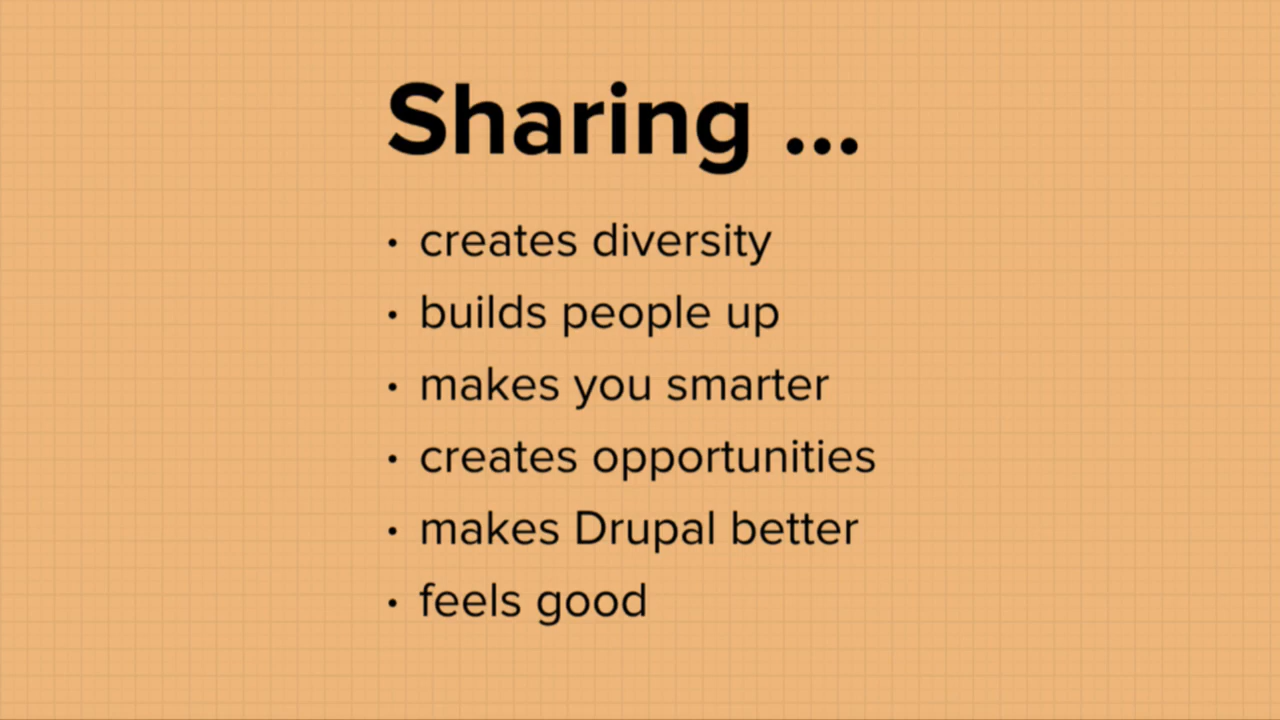 Sharing ...
• creates diversity
• builds people up
• makes you smarter
• creates opportunities
• makes Drupal better
• feels good